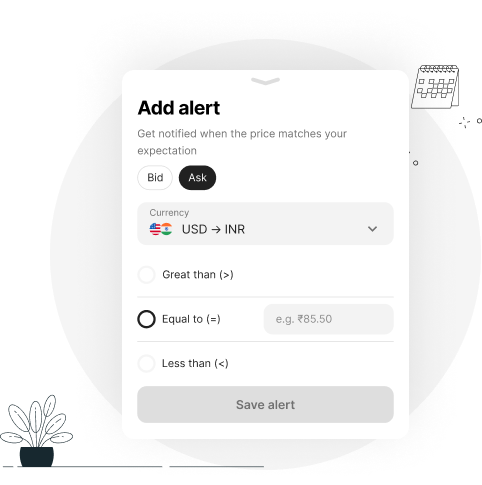 Add alert
Get notified when the price matches your
expectation
Bid Ask
Currency
USD → INR
Great than (>)
Equal to (=) e.g. ₹85.50
Less than (<)
Save alert